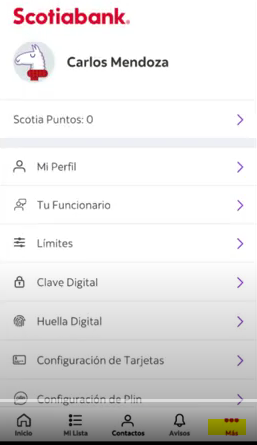 Scotiabank®
Carlos Mendoza
Scotia Puntos: 0
Mi Perfil
Tu Funcionario
Límites
Clave Digital
Huella Digital
Configuración de Tarjetas
Configuración de Plin
Inicio Mi Lista Contactos Avisos Más